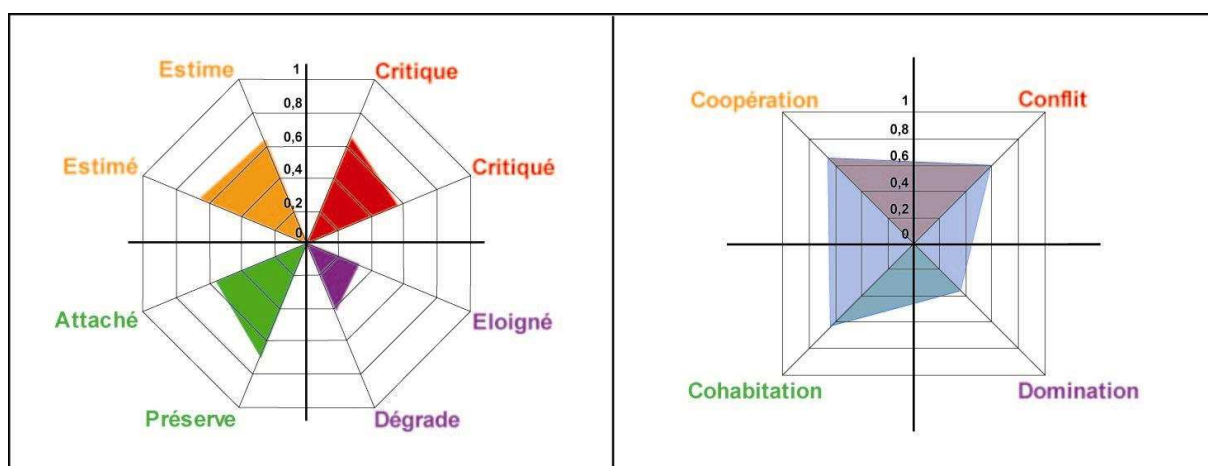 Estime
1
Critique
0,8
0,6
Estimé
0,4
Critiqué
0,2
0
Attaché
Eloigné
Préserve
Dégrade
Coopération
1
Conflit
0,8
0,6
0,4
0,2
0
Cohabitation
Domination